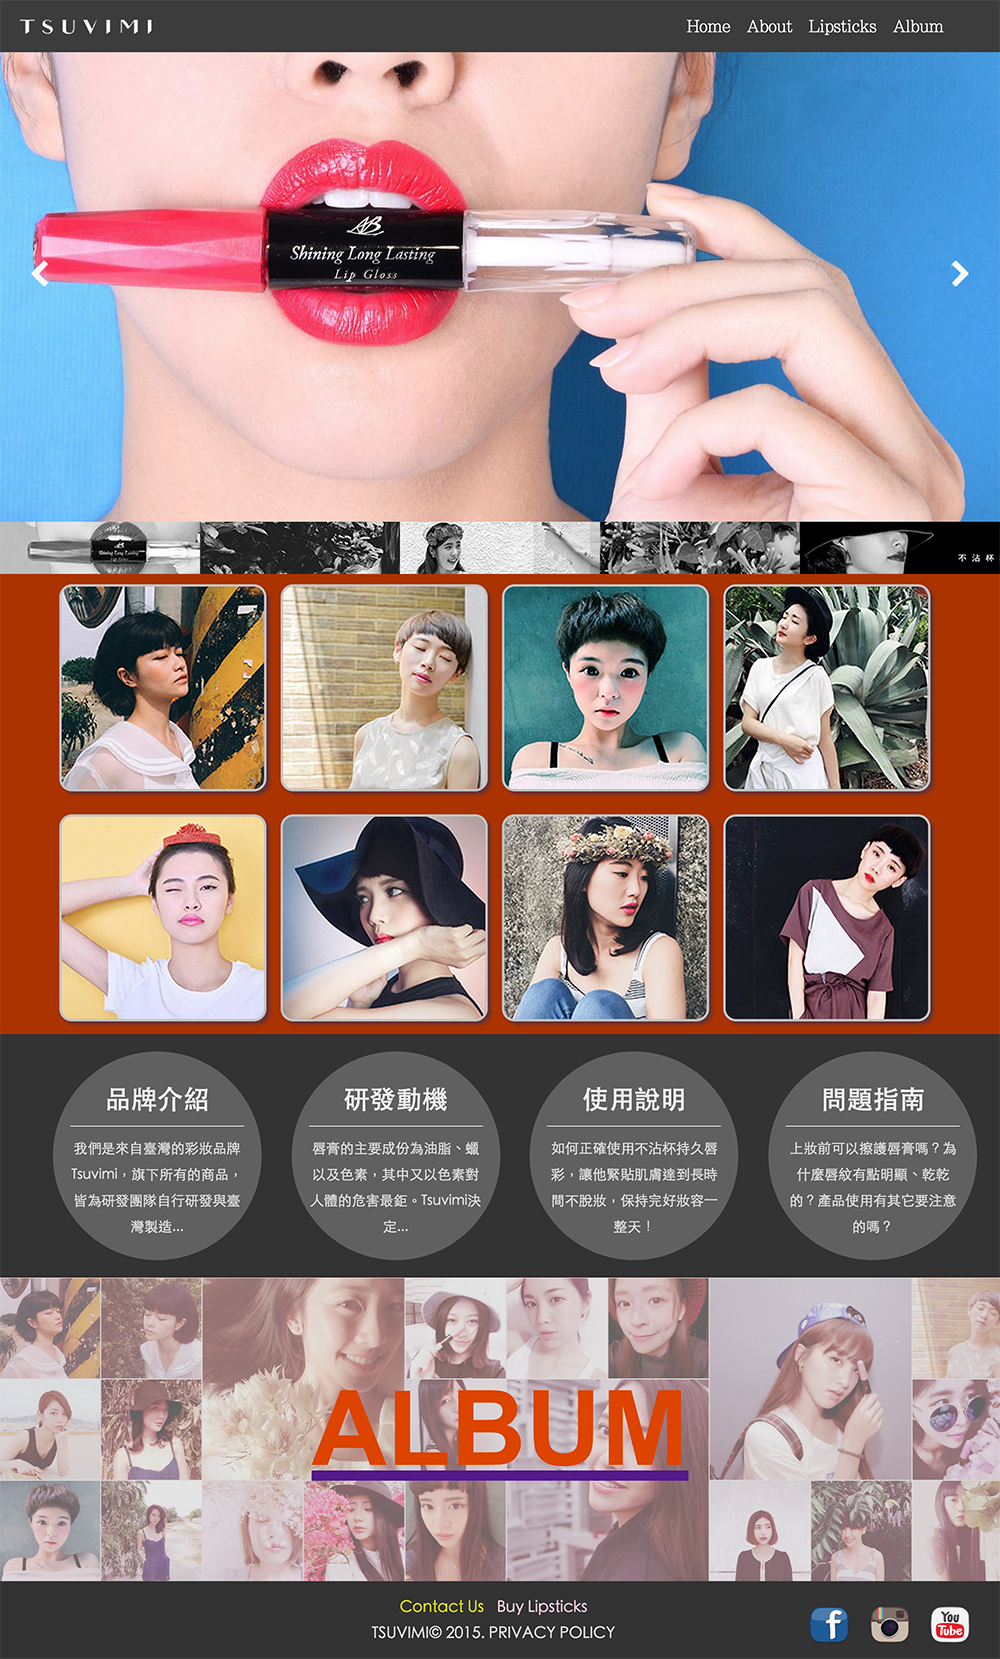 TSUVIMI
Home About Lipsticks Album
AB
Shining Long Lasting
Lip Gloss
Shining Long Lasting
Lip Gloss
不沾杯
品牌介紹
我們是來自臺灣的彩妝品牌
Tsuvimi，旗下所有的商品，
皆為研發團隊自行研發與臺
灣製造...
研發動機
唇膏的主要成份為油脂、蠟
以及色素，其中又以色素對
人體的危害最鉅。Tsuvimi決
定...
使用說明
如何正確使用不沾杯持久唇
彩，讓他緊貼肌膚達到長時
間不脫妝，保持完好妝容一
整天！
問題指南
上妝前可以擦護唇膏嗎？為
什麼唇紋有點明顯、乾乾
的？產品使用有其它要注意
的嗎？
ALBUM
Contact Us Buy Lipsticks
TSUVIMI© 2015. PRIVACY POLICY
f
You
Tube